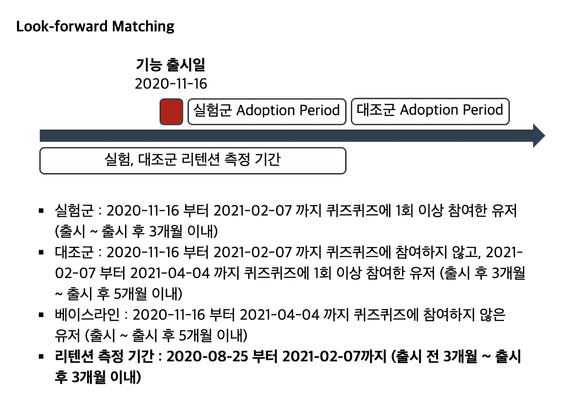 Look-forward Matching
기능 출시일
2020-11-16
실험군 Adoption Period
대조군 Adoption Period
실험, 대조군 리텐션 측정 기간
▪ 실험군 : 2020-11-16 부터 2021-02-07 까지 퀴즈퀴즈에 1회 이상 참여한 유저
(출시 ~ 출시 후 3개월 이내)
▪ 대조군 : 2020-11-16 부터 2021-02-07 까지 퀴즈퀴즈에 참여하지 않고, 2021-
02-07 부터 2021-04-04 까지 퀴즈퀴즈에 1회 이상 참여한 유저 (출시 후 3개월
~ 출시 후 5개월 이내)
▪ 베이스라인 : 2020-11-16 부터 2021-04-04 까지 퀴즈퀴즈에 참여하지 않은
유저 (출시 ~ 출시 후 5개월 이내)
▪ 리텐션 측정 기간 : 2020-08-25 부터 2021-02-07까지 (출시 전 3개월 ~ 출시
후 3개월 이내)